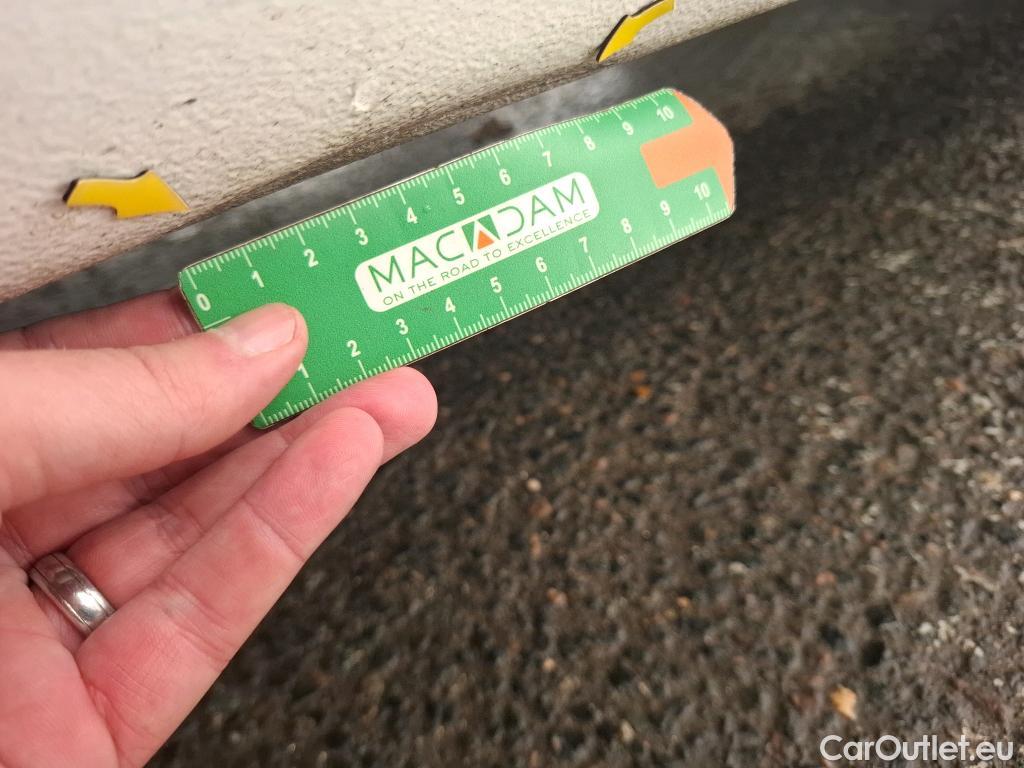 0 1 2 3 4 5 6 7 8 9 10
MACADAM
ON THE ROAD TO EXCELLENCE
1 2 3 4 5 6 7 8 9 10
CarOutlet.eu